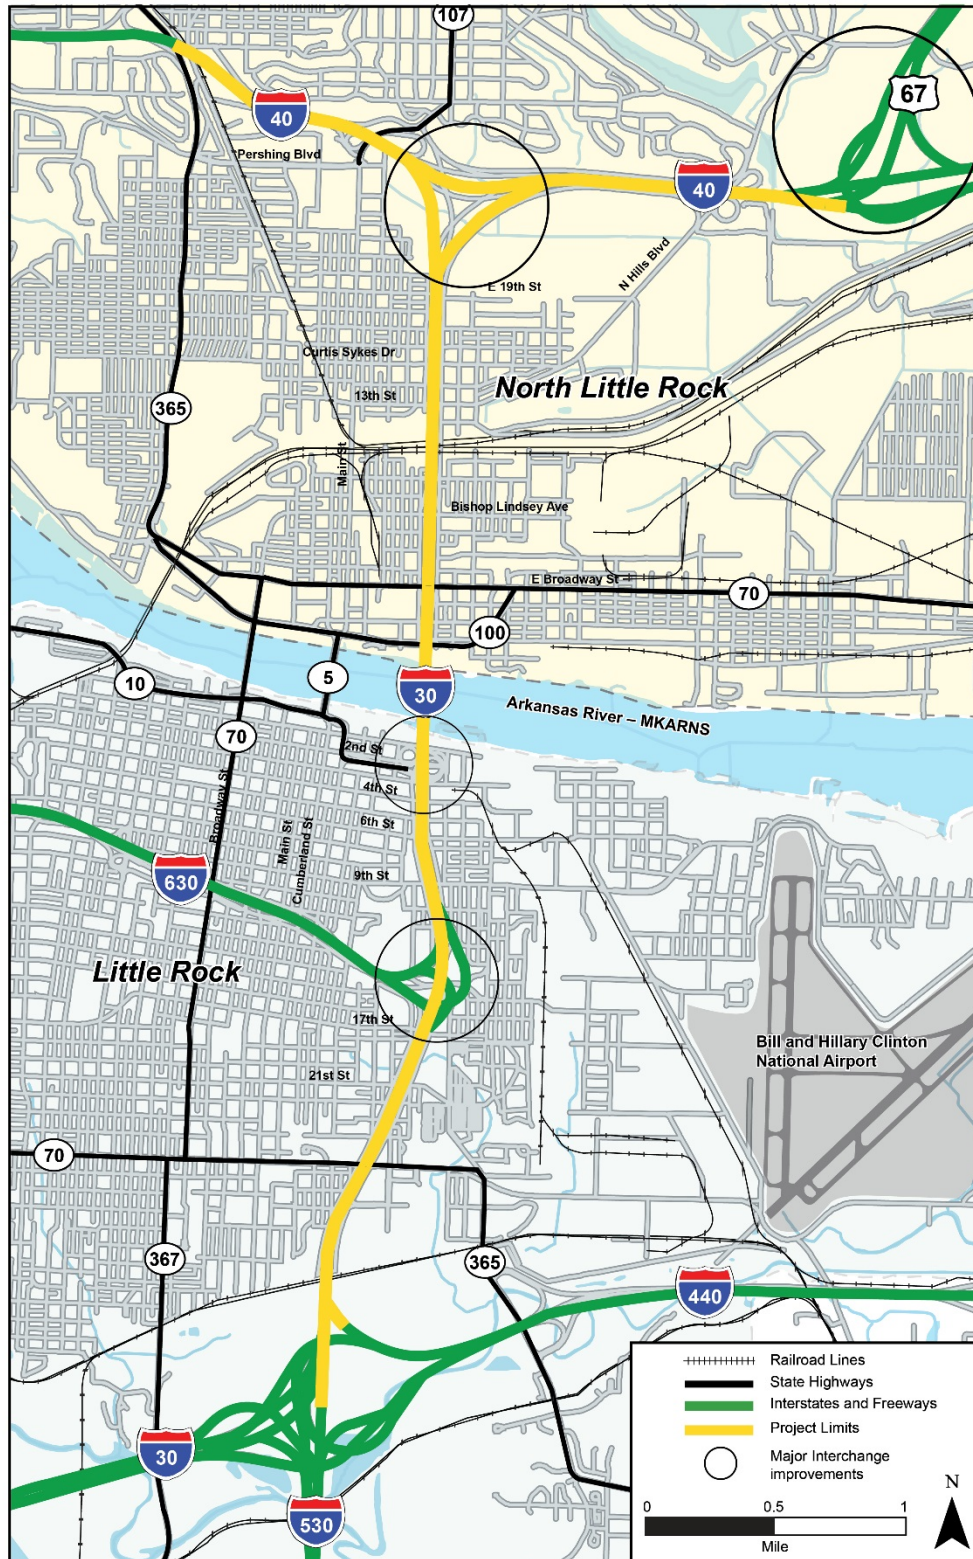 107
67
40
Pershing Blvd
40
N Hills Blvd
E 19th St
Curtis Sykes Dr
North Little Rock
13th St
365
Main St
Bishop Lindsey Ave
E Broadway St
70
100
5
10
30
Arkansas River – MKARNS
70
2nd St
4th St
Broadway St
6th St
Main St
Cumberland St
9th St
630
Little Rock
17th St
Bill and Hillary Clinton
National Airport
21st St
70
367
365
440
30
530
Railroad Lines
State Highways
Interstates and Freeways
Project Limits
Major Interchange
improvements
N
0 0.5 1
Mile